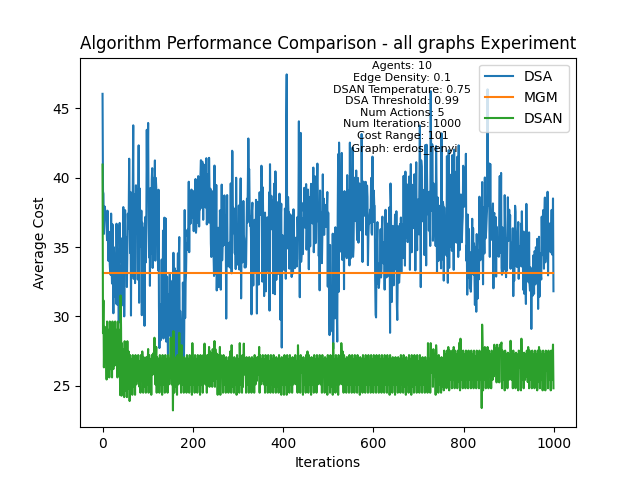 Algorithm Performance Comparison - all graphs Experiment
Agents: 10
Edge Density: 0.1
DSAN Temperature: 0.75
DSA Threshold: 0.99
Num Actions: 5
Num Iterations: 1000
Cost Range: 101
Graph: erdos_renyi
DSA
MGM
DSAN
Average Cost
45
40
35
30
25
0
200
400
600
800
1000
Iterations